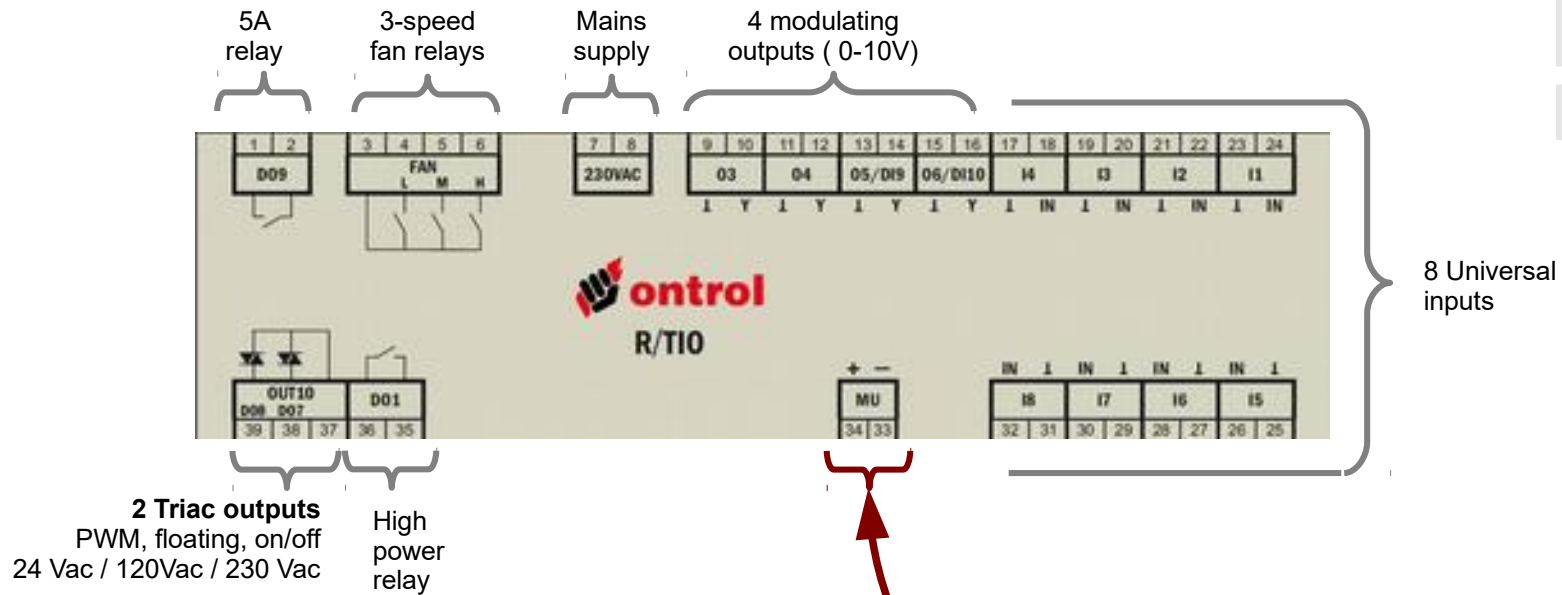 5A
relay
3-speed
fan relays
Mains
supply
4 modulating
outputs ( 0-10V)
1 2 3 4 5 6 7 8 9 10 11 12 13 14 15 16 17 18 19 20 21 22 23 24
DO9 FAN 230VAC O3 O4 O5/DI9 O6/DI10 I4 I3 I2 I1
L M H
⊥ Y ⊥ Y ⊥ Y ⊥ Y ⊥ IN ⊥ IN ⊥ IN ⊥ IN
8 Universal
inputs
ontrol
R/TIO
+ − IN ⊥ IN ⊥ IN ⊥ IN ⊥
OUT10 DO1 MU I8 I7 I6 I5
DO8 DO7
39 38 37 36 35 34 33 32 31 30 29 28 27 26 25
2 Triac outputs
PWM, floating, on/off
24 Vac / 120Vac / 230 Vac
High
power
relay